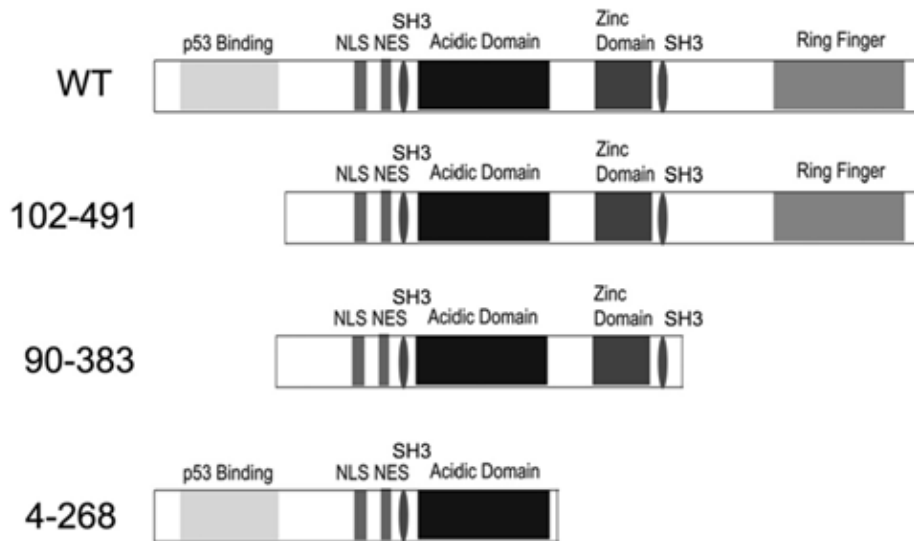 SH3 Zinc
p53 Binding NLS NES Acidic Domain Domain SH3 Ring Finger
WT
SH3 Zinc
NLS NES Acidic Domain Domain SH3 Ring Finger
102-491
SH3 Zinc
NLS NES Acidic Domain Domain SH3
90-383
SH3
p53 Binding NLS NES Acidic Domain
4-268